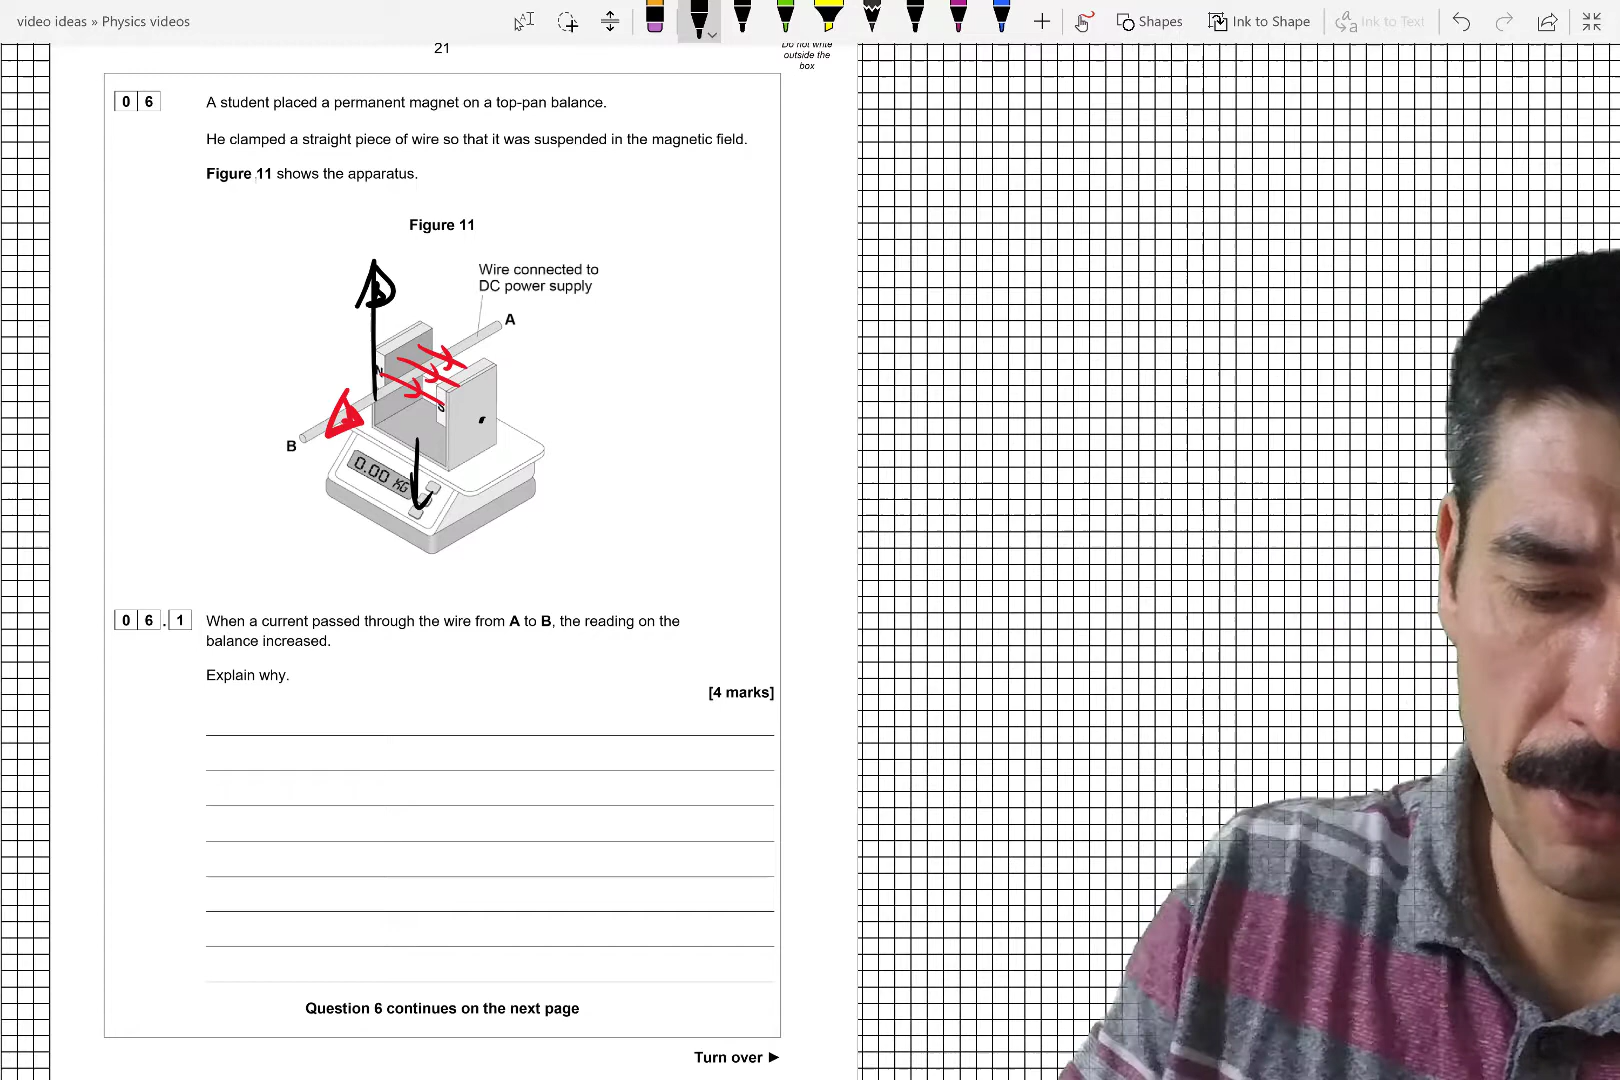 video ideas » Physics videos
Shapes
Ink to Shape
Ink to Text
21
Do not write
outside the
box
0 6
A student placed a permanent magnet on a top-pan balance.
He clamped a straight piece of wire so that it was suspended in the magnetic field.
Figure 11 shows the apparatus.
Figure 11
Wire connected to
DC power supply
A
N
S
B
0.00 KG
0 6 . 1
When a current passed through the wire from A to B, the reading on the
balance increased.
Explain why.
[4 marks]
Question 6 continues on the next page
Turn over ►